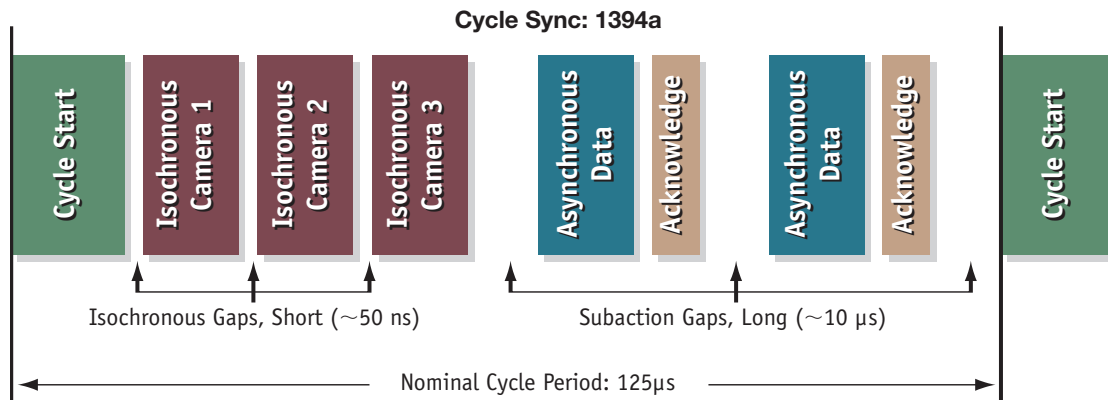 Cycle Sync: 1394a
Cycle Start
Isochronous
Camera 1
Isochronous
Camera 2
Isochronous
Camera 3
Asynchronous
Data
Acknowledge
Asynchronous
Data
Acknowledge
Cycle Start
Isochronous Gaps, Short (~50 ns)
Subaction Gaps, Long (~10 µs)
Nominal Cycle Period: 125µs